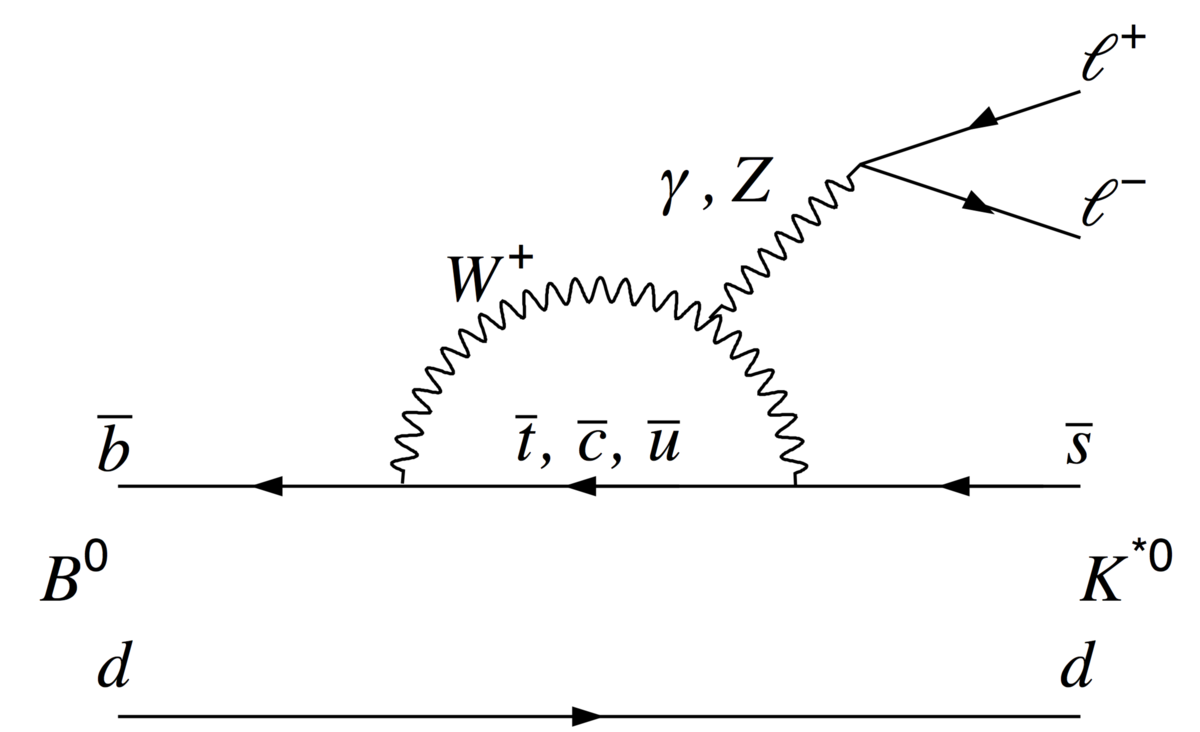 ℓ⁺
γ , Z
ℓ⁻
W⁺
b̅
t̅, c̅, u̅
s̅
B⁰
K*⁰
d
d